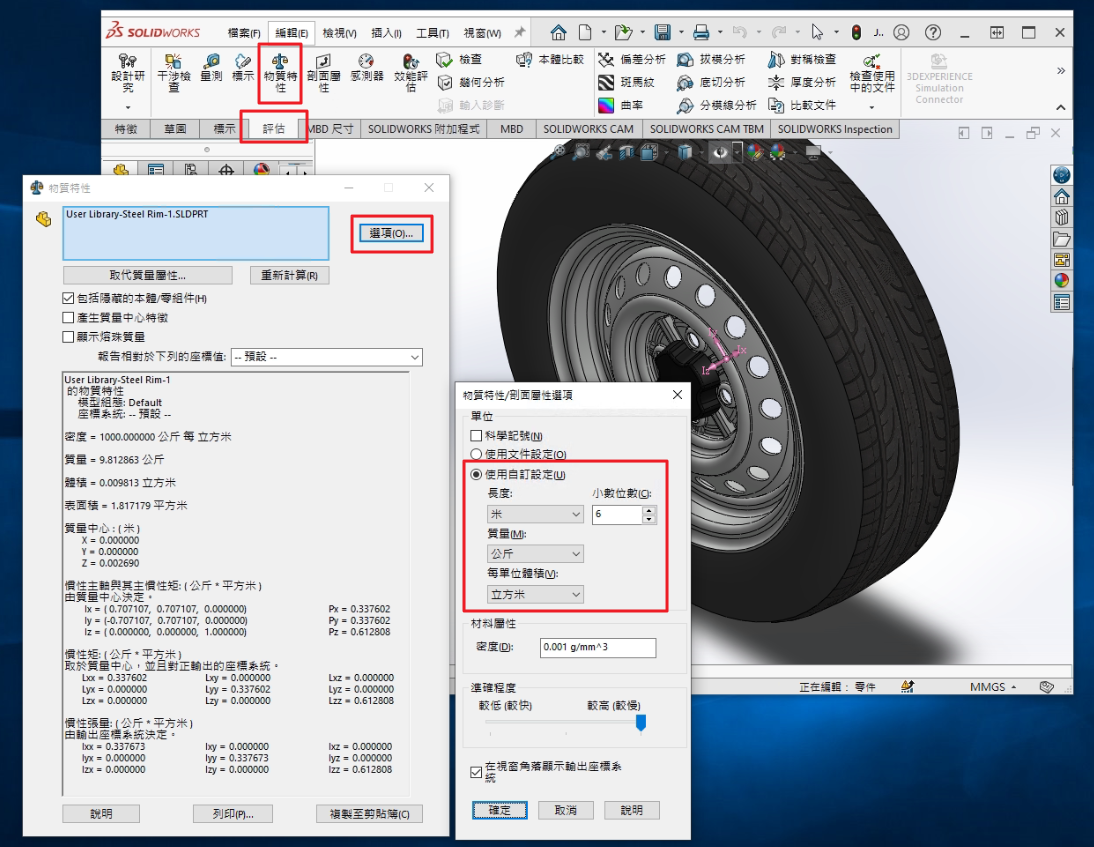 SOLIDWORKS
檔案(F) 編輯(E) 檢視(V) 插入(I) 工具(T) 視窗(W)
J..
設計研究
干涉檢查
量測
標示
物質特性
剖面屬性
感測器
效能評估
檢查
幾何分析
輸入診斷
本體比較
偏差分析
斑馬紋
曲率
拔模分析
底切分析
分模線分析
對稱檢查
厚度分析
比較文件
檢查使用中的文件
3DEXPERIENCE
Simulation
Connector
特徵 草圖 標示 評估 MBD 尺寸 SOLIDWORKS 附加程式 MBD SOLIDWORKS CAM SOLIDWORKS CAM TBM SOLIDWORKS Inspection
物質特性
User Library-Steel Rim-1.SLDPRT
選項(O)...
取代質量屬性... 重新計算(R)
包括隱藏的本體/零組件(H)
產生質量中心特徵
顯示熔珠質量
報告相對於下列的座標值: -- 預設 --
User Library-Steel Rim-1
的物質特性
模型組態: Default
座標系統: -- 預設 --
密度 = 1000.000000 公斤 每 立方米
質量 = 9.812863 公斤
體積 = 0.009813 立方米
表面積 = 1.817179 平方米
質量中心 : ( 米 )
X = 0.000000
Y = 0.000000
Z = 0.002690
慣性主軸與其主慣性矩: ( 公斤 * 平方米 )
由質量中心決定。
Ix = ( 0.707107, 0.707107, 0.000000) Px = 0.337602
Iy = (-0.707107, 0.707107, 0.000000) Py = 0.337602
Iz = ( 0.000000, 0.000000, 1.000000) Pz = 0.612808
慣性矩: ( 公斤 * 平方米 )
取於質量中心，並且對正輸出的座標系統。
Lxx = 0.337602 Lxy = 0.000000 Lxz = 0.000000
Lyx = 0.000000 Lyy = 0.337602 Lyz = 0.000000
Lzx = 0.000000 Lzy = 0.000000 Lzz = 0.612808
慣性張量: ( 公斤 * 平方米 )
由輸出座標系統決定。
Ixx = 0.337673 Ixy = 0.000000 Ixz = 0.000000
Iyx = 0.000000 Iyy = 0.337673 Iyz = 0.000000
Izx = 0.000000 Izy = 0.000000 Izz = 0.612808
說明 列印(P)... 複製至剪貼簿(C)
物質特性/剖面屬性選項
單位
科學記號(N)
使用文件設定(O)
使用自訂設定(U)
長度: 小數位數(C):
米 6
質量(M):
公斤
每單位體積(V):
立方米
材料屬性
密度(D): 0.001 g/mm^3
準確程度
較低 (較快) 較高 (較慢)
在視窗角落顯示輸出座標系統
確定 取消 說明
Ix
Iz
正在編輯： 零件 MMGS